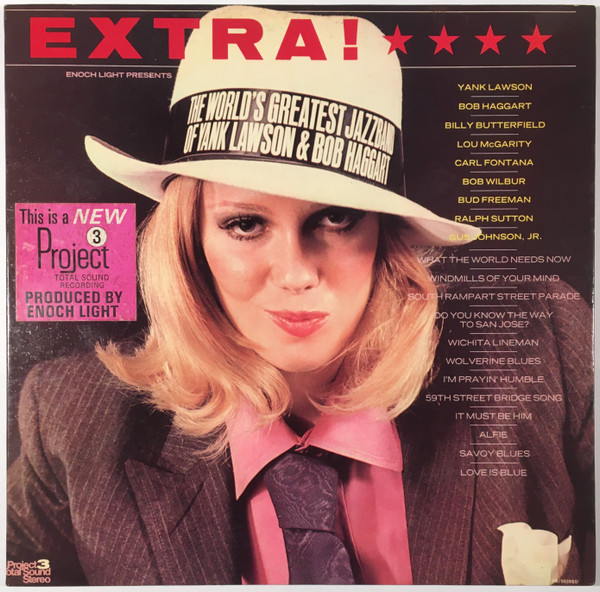 EXTRA! ★★★★
ENOCH LIGHT PRESENTS
THE WORLD'S GREATEST JAZZBAND
OF YANK LAWSON & BOB HAGGART
YANK LAWSON
BOB HAGGART
BILLY BUTTERFIELD
LOU McGARITY
CARL FONTANA
BOB WILBUR
BUD FREEMAN
RALPH SUTTON
GUS JOHNSON, JR.
WHAT THE WORLD NEEDS NOW
WINDMILLS OF YOUR MIND
SOUTH RAMPART STREET PARADE
DO YOU KNOW THE WAY
TO SAN JOSE?
WICHITA LINEMAN
WOLVERINE BLUES
I'M PRAYIN' HUMBLE
59TH STREET BRIDGE SONG
IT MUST BE HIM
ALFIE
SAVOY BLUES
LOVE IS BLUE
This is a NEW
3
Project
TOTAL SOUND
RECORDING
PRODUCED BY
ENOCH LIGHT
Project 3
Total Sound
Stereo